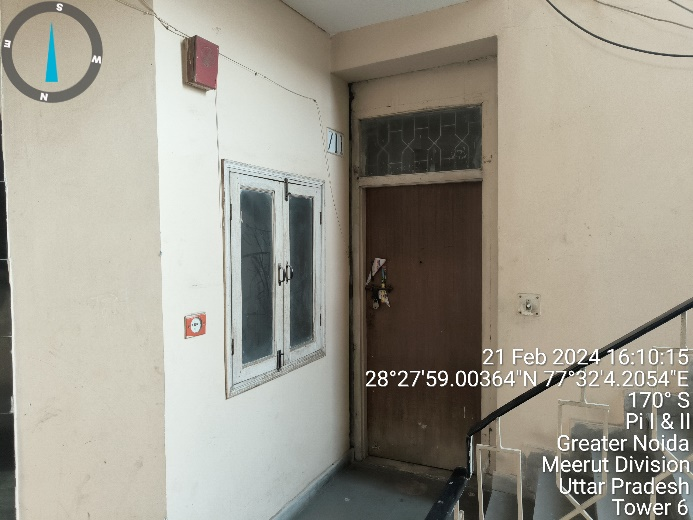 S
E
W
N
21 Feb 2024 16:10:15
28°27'59.00364"N 77°32'4.2054"E
170° S
Pi I & II
Greater Noida
Meerut Division
Uttar Pradesh
Tower 6